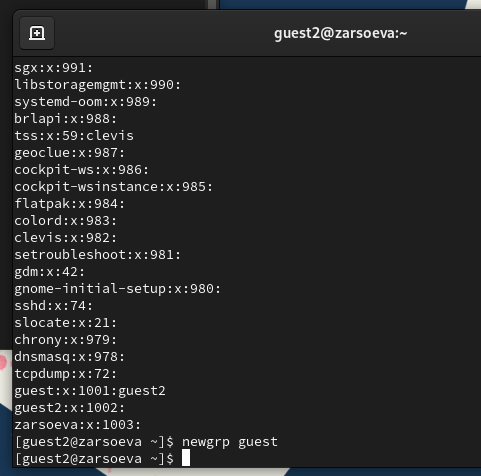 guest2@zarsoeva:~
sgx:x:991:
libstoragemgmt:x:990:
systemd-oom:x:989:
brlapi:x:988:
tss:x:59:clevis
geoclue:x:987:
cockpit-ws:x:986:
cockpit-wsinstance:x:985:
flatpak:x:984:
colord:x:983:
clevis:x:982:
setroubleshoot:x:981:
gdm:x:42:
gnome-initial-setup:x:980:
sshd:x:74:
slocate:x:21:
chrony:x:979:
dnsmasq:x:978:
tcpdump:x:72:
guest:x:1001:guest2
guest2:x:1002:
zarsoeva:x:1003:
[guest2@zarsoeva ~]$ newgrp guest
[guest2@zarsoeva ~]$